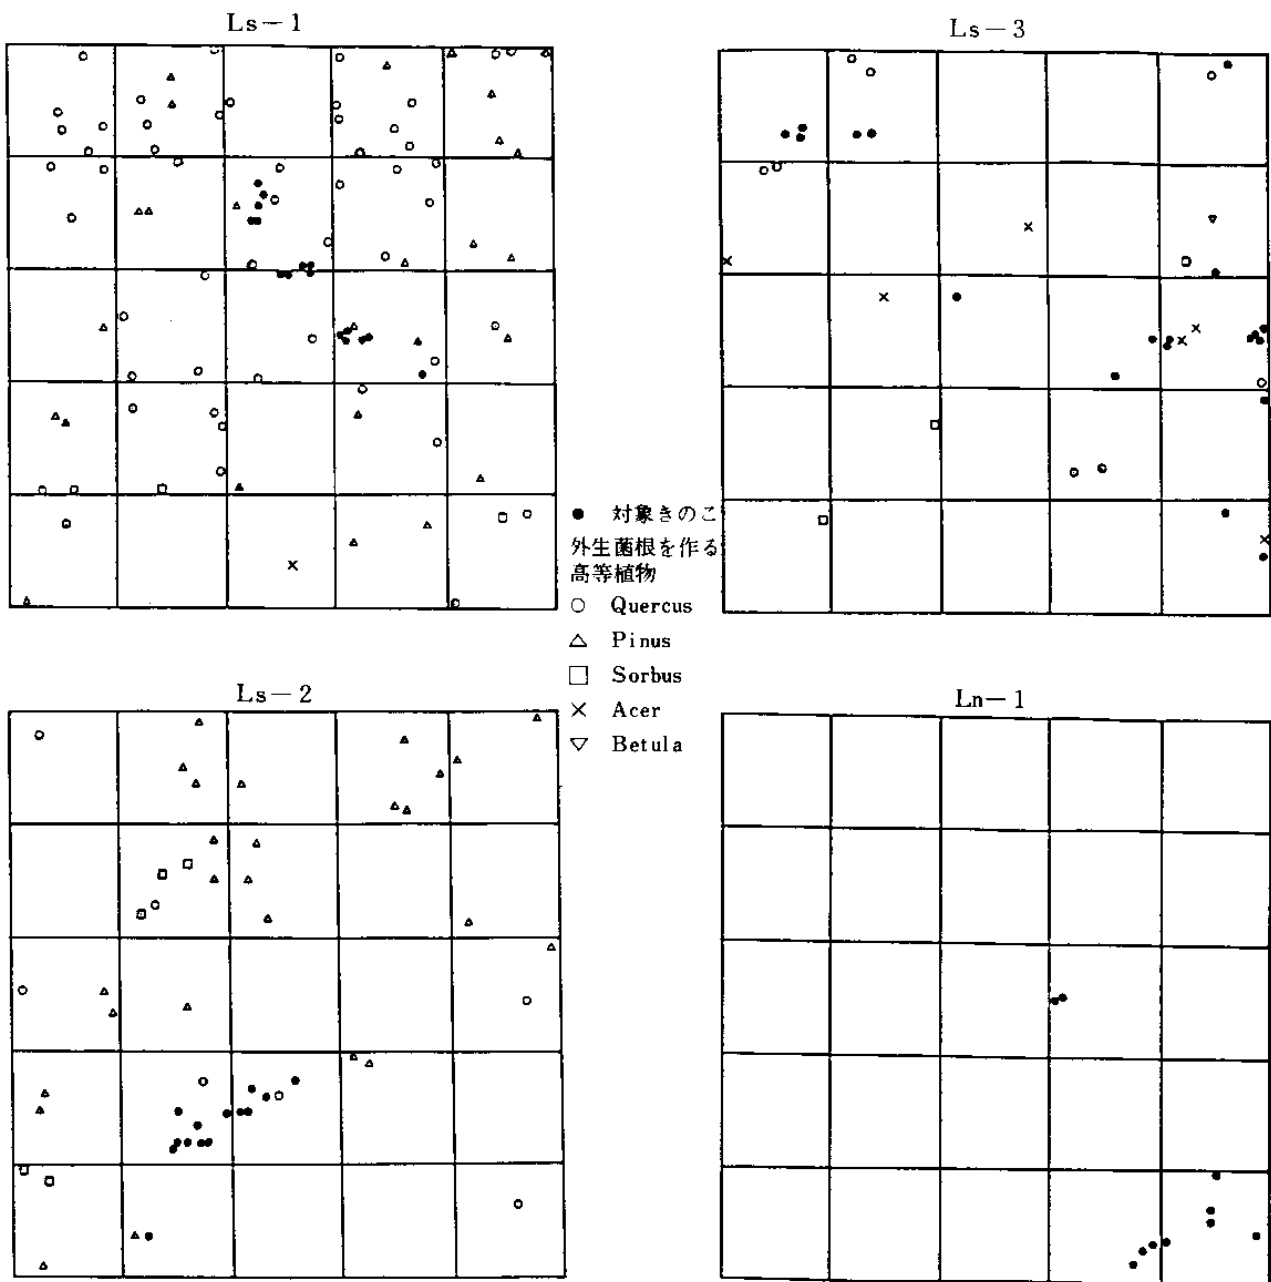 Ls－1
Ls－3
● 対象きのこ
外生菌根を作る
高等植物
○ Quercus
△ Pinus
□ Sorbus
× Acer
▽ Betula
Ls－2
Ln－1